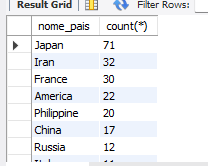 Result Grid Filter Rows:
nome_pais count(*)
Japan 71
Iran 32
France 30
America 22
Philippine 20
China 17
Russia 12